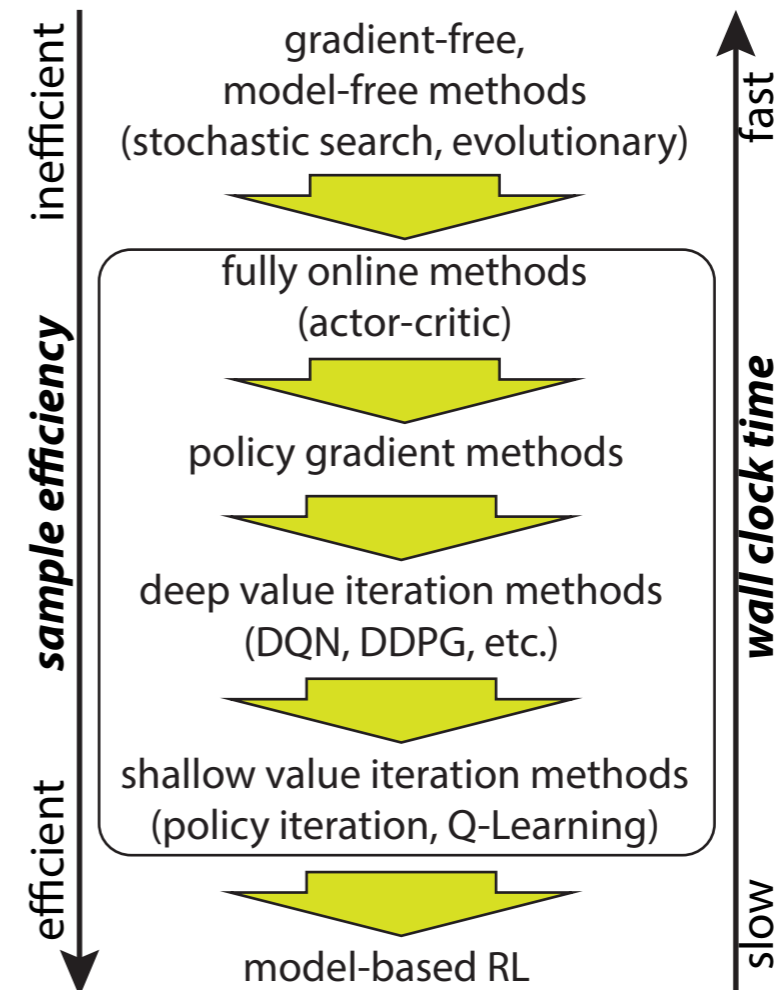 gradient-free,
model-free methods
(stochastic search, evolutionary)
fully online methods
(actor-critic)
policy gradient methods
deep value iteration methods
(DQN, DDPG, etc.)
shallow value iteration methods
(policy iteration, Q-Learning)
model-based RL
inefficient
sample efficiency
efficient
fast
wall clock time
slow